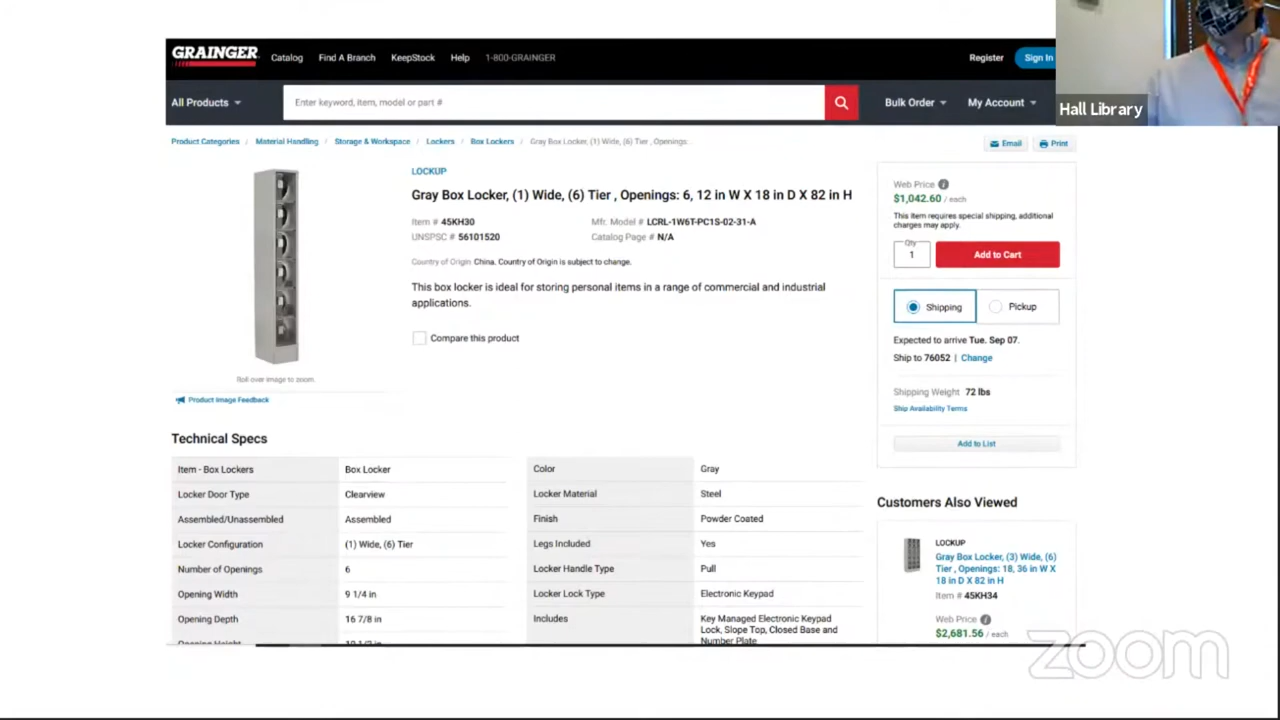 GRAINGER
Catalog Find A Branch KeepStock Help 1-800-GRAINGER
Register Sign In
Hall Library
All Products
Enter keyword, item, model or part #
Bulk Order My Account
Product Categories / Material Handling / Storage & Workspace / Lockers / Box Lockers / Gray Box Locker, (1) Wide, (6) Tier , Openings:..
Email Print
LOCKUP
Gray Box Locker, (1) Wide, (6) Tier , Openings: 6, 12 in W X 18 in D X 82 in H
Item # 45KH30 Mfr. Model # LCRL-1W6T-PC1S-02-31-A
UNSPSC # 56101520 Catalog Page # N/A
Country of Origin China. Country of Origin is subject to change.
This box locker is ideal for storing personal items in a range of commercial and industrial
applications.
Compare this product
Roll over image to zoom.
Product Image Feedback
Web Price
$1,042.60 / each
This item requires special shipping, additional
charges may apply.
Qty
1
Add to Cart
Shipping Pickup
Expected to arrive Tue. Sep 07.
Ship to 76052 | Change
Shipping Weight 72 lbs
Ship Availability Terms
Add to List
Technical Specs
Item - Box Lockers Box Locker
Locker Door Type Clearview
Assembled/Unassembled Assembled
Locker Configuration (1) Wide, (6) Tier
Number of Openings 6
Opening Width 9 1/4 in
Opening Depth 16 7/8 in
Opening Height
Color Gray
Locker Material Steel
Finish Powder Coated
Legs Included Yes
Locker Handle Type Pull
Locker Lock Type Electronic Keypad
Includes Key Managed Electronic Keypad
Lock, Slope Top, Closed Base and
Number Plate
Customers Also Viewed
LOCKUP
Gray Box Locker, (3) Wide, (6)
Tier , Openings: 18, 36 in W X
18 in D X 82 in H
Item # 45KH34
Web Price
$2,681.56 / each
zoom